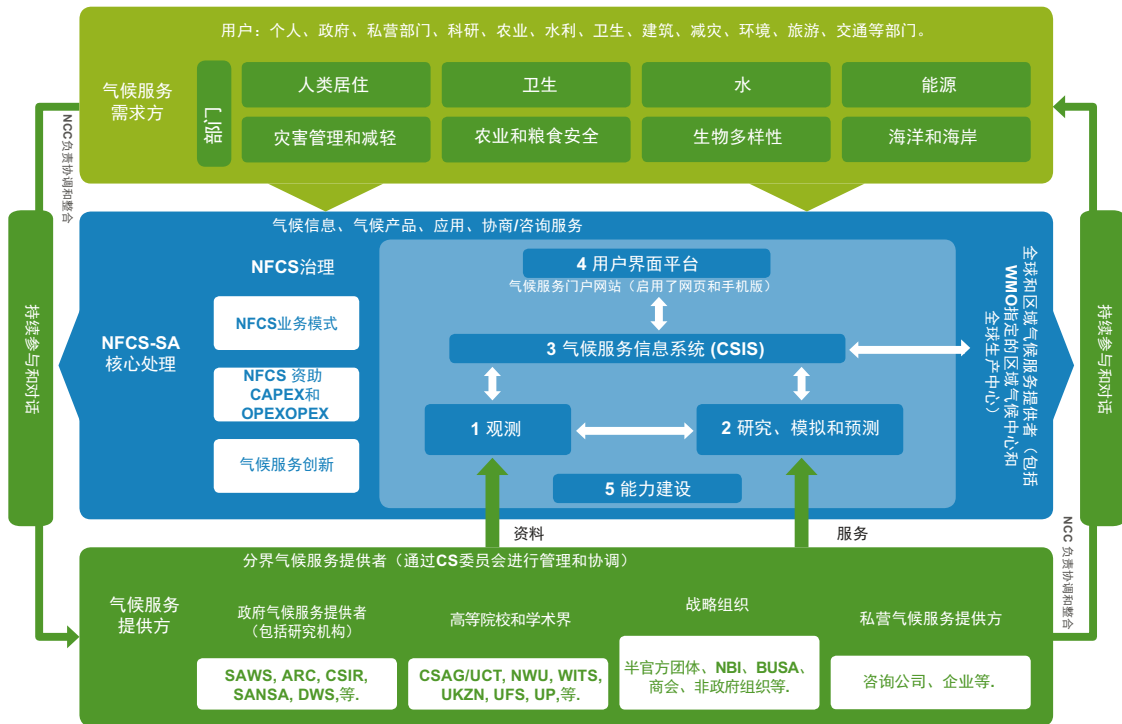 用户：个人、政府、私营部门、科研、农业、水利、卫生、建筑、减灾、环境、旅游、交通等部门。
气候服务
需求方
部门
人类居住
卫生
水
能源
灾害管理和减轻
农业和粮食安全
生物多样性
海洋和海岸
NCC负责协调和整合
持续参与和对话
气候信息、气候产品、应用、协商/咨询服务
NFCS-SA
核心处理
NFCS治理
NFCS业务模式
NFCS 资助
CAPEX和
OPEXOPEX
气候服务创新
4 用户界面平台
气候服务门户网站（启用了网页和手机版）
3 气候服务信息系统 (CSIS)
1 观测
2 研究、模拟和预测
5 能力建设
全球和区域气候服务提供者（包括
WMO指定的区域气候中心和
全球生产中心）
持续参与和对话
NCC 负责协调和整合
资料
服务
分界气候服务提供者（通过CS委员会进行管理和协调）
气候服务
提供方
政府气候服务提供者
（包括研究机构）
SAWS, ARC, CSIR,
SANSA, DWS,等.
高等院校和学术界
CSAG/UCT, NWU, WITS,
UKZN, UFS, UP,等.
战略组织
半官方团体、NBI、BUSA、
商会、非政府组织等.
私营气候服务提供方
咨询公司、企业等.